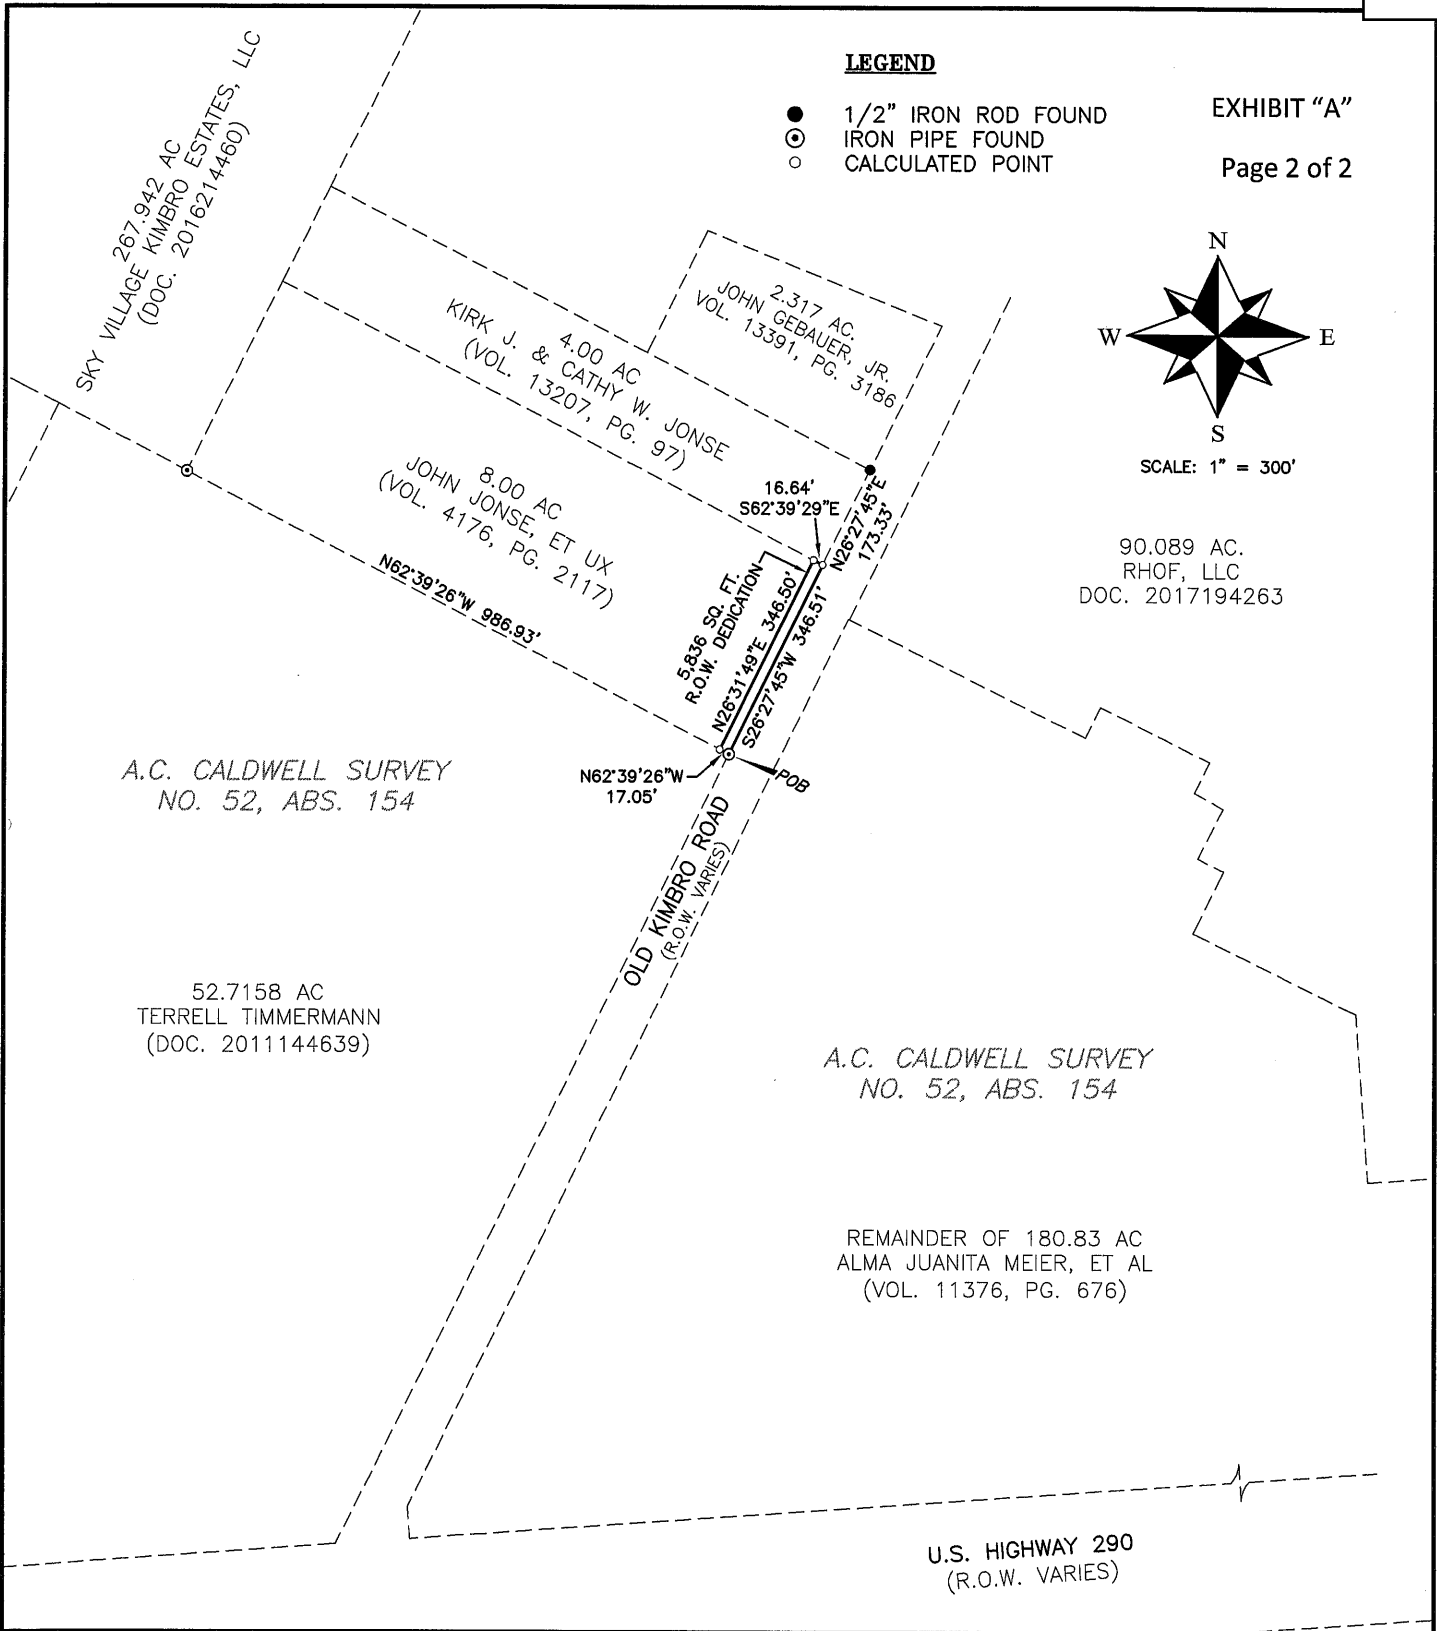 LEGEND
1/2" IRON ROD FOUND
IRON PIPE FOUND
CALCULATED POINT
EXHIBIT “A”
Page 2 of 2
N
W
E
S
SCALE: 1" = 300'
267.942 AC
SKY VILLAGE KIMBRO ESTATES, LLC
(DOC. 2016214460)
2.317 AC.
JOHN GEBAUER, JR.
VOL. 13391, PG. 3186
4.00 AC
KIRK J. & CATHY W. JONSE
(VOL. 13207, PG. 97)
8.00 AC
JOHN JONSE, ET UX
(VOL. 4176, PG. 2117)
16.64'
S62°39'29"E
N26°27'45"E
173.33'
90.089 AC.
RHOF, LLC
DOC. 2017194263
N62°39'26"W 986.93'
5,836 SQ. FT.
R.O.W. DEDICATION
N26°31'49"E 346.50'
S26°27'45"W 346.51'
N62°39'26"W
17.05'
POB
A.C. CALDWELL SURVEY
NO. 52, ABS. 154
OLD KIMBRO ROAD
(R.O.W. VARIES)
52.7158 AC
TERRELL TIMMERMANN
(DOC. 2011144639)
A.C. CALDWELL SURVEY
NO. 52, ABS. 154
REMAINDER OF 180.83 AC
ALMA JUANITA MEIER, ET AL
(VOL. 11376, PG. 676)
U.S. HIGHWAY 290
(R.O.W. VARIES)